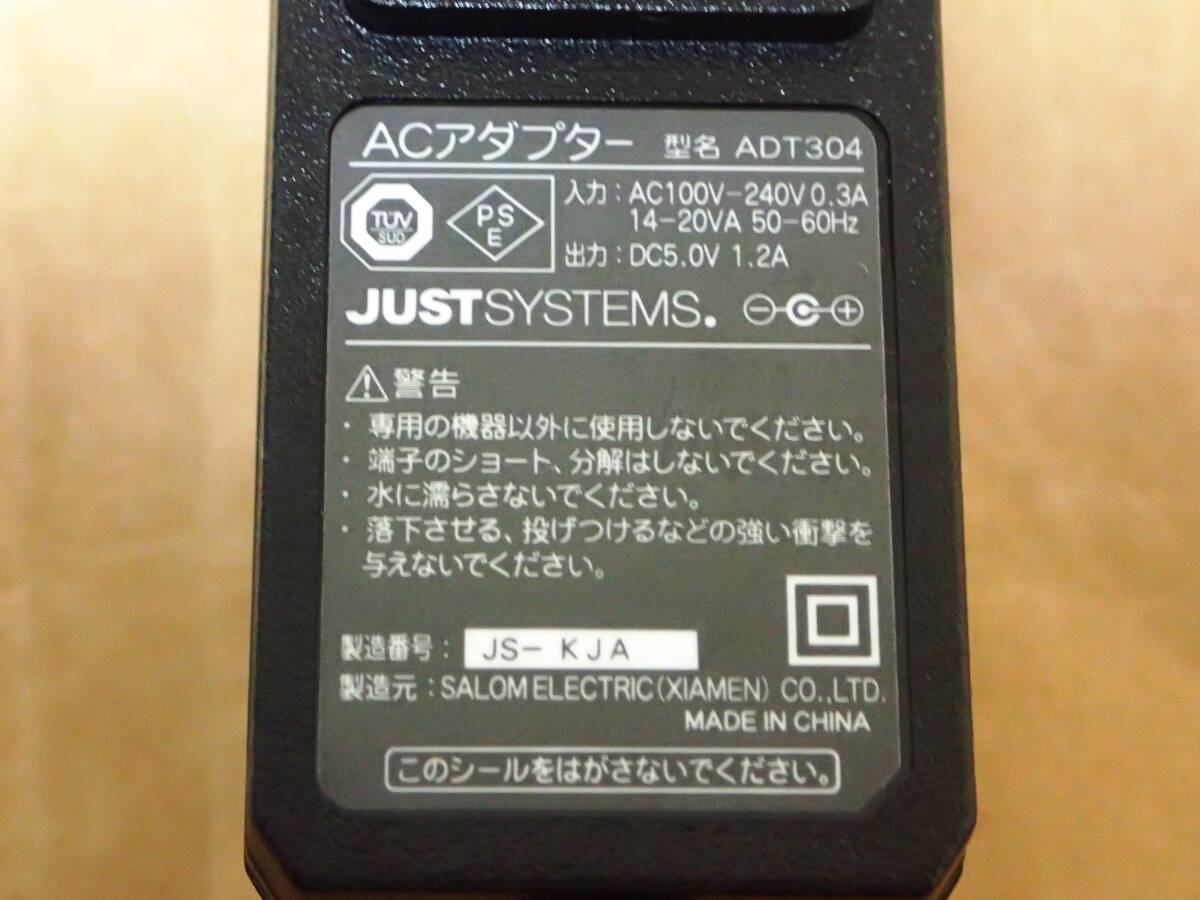 ACアダプター 型名 ADT304
TÜV
SÜD
PS
E
入力：AC100V-240V 0.3A
14-20VA 50-60Hz
出力：DC5.0V 1.2A
JUSTSYSTEMS.
警告
・専用の機器以外に使用しないでください。
・端子のショート、分解はしないでください。
・水に濡らさないでください。
・落下させる、投げつけるなどの強い衝撃を
与えないでください。
製造番号：JS- KJA
製造元：SALOM ELECTRIC(XIAMEN) CO.,LTD.
MADE IN CHINA
このシールをはがさないでください。